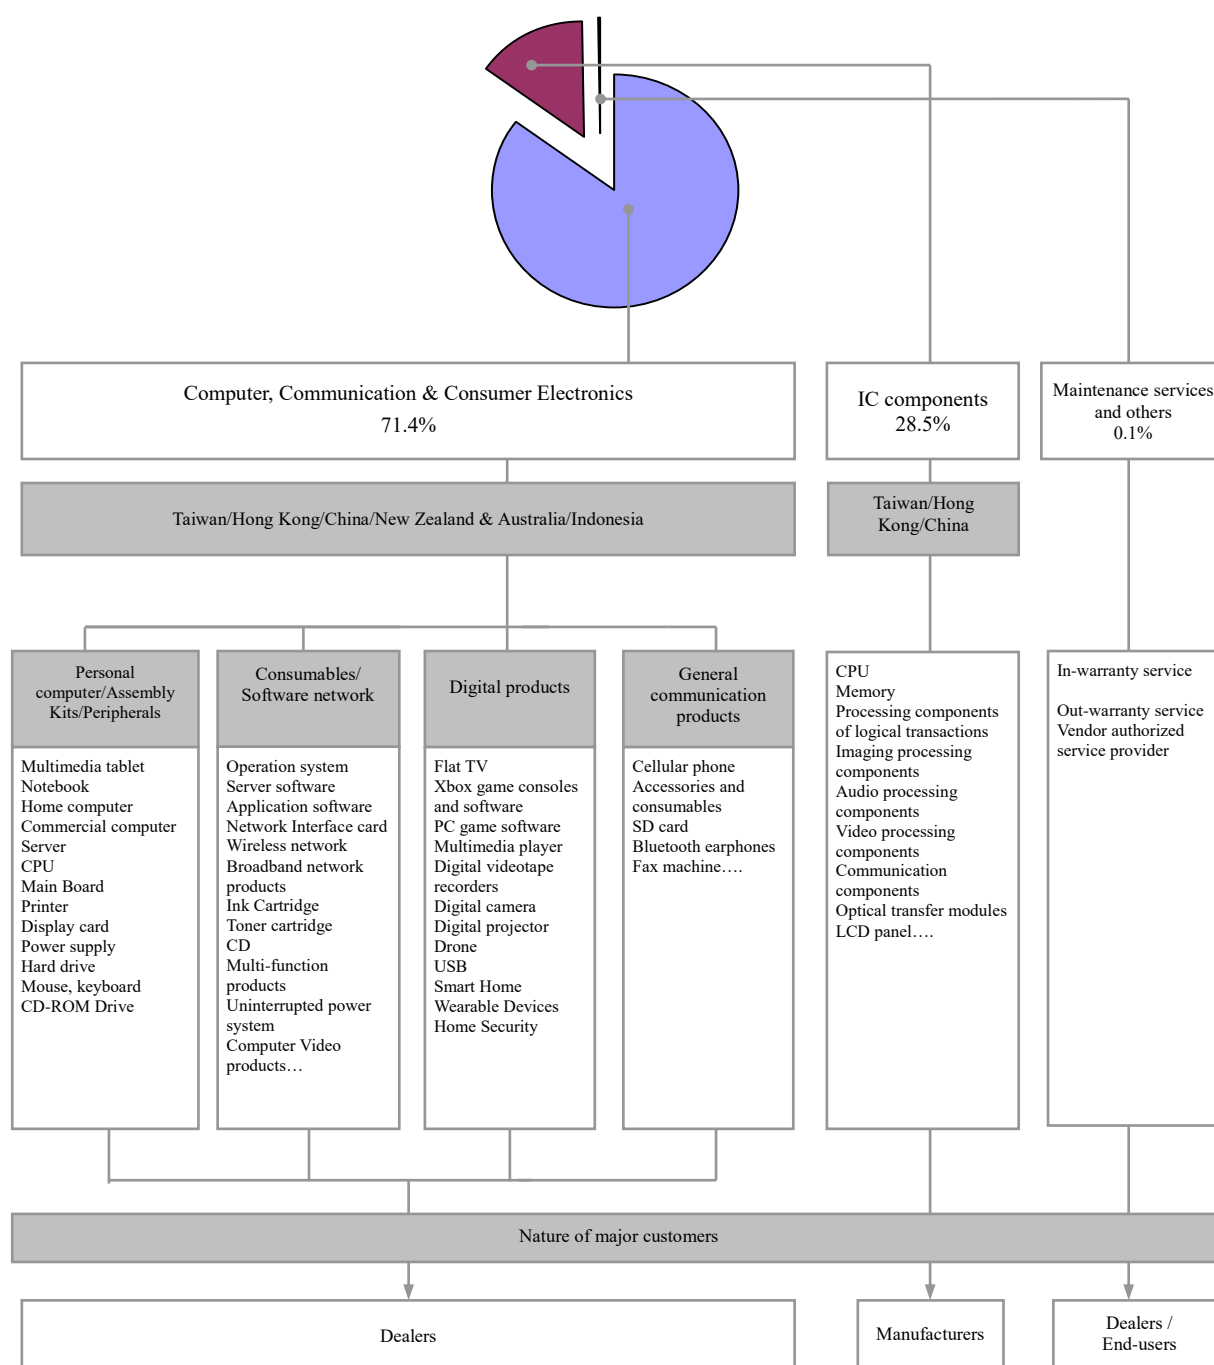 Computer, Communication & Consumer Electronics
71.4%
IC components
28.5%
Maintenance services
and others
0.1%
Taiwan/Hong Kong/China/New Zealand & Australia/Indonesia
Taiwan/Hong
Kong/China
Personal
computer/Assembly
Kits/Peripherals
Multimedia tablet
Notebook
Home computer
Commercial computer
Server
CPU
Main Board
Printer
Display card
Power supply
Hard drive
Mouse, keyboard
CD-ROM Drive
Consumables/
Software network
Operation system
Server software
Application software
Network Interface card
Wireless network
Broadband network
products
Ink Cartridge
Toner cartridge
CD
Multi-function
products
Uninterrupted power
system
Computer Video
products…
Digital products
Flat TV
Xbox game consoles
and software
PC game software
Multimedia player
Digital videotape
recorders
Digital camera
Digital projector
Drone
USB
Smart Home
Wearable Devices
Home Security
General
communication
products
Cellular phone
Accessories and
consumables
SD card
Bluetooth earphones
Fax machine….
CPU
Memory
Processing components
of logical transactions
Imaging processing
components
Audio processing
components
Video processing
components
Communication
components
Optical transfer modules
LCD panel….
In-warranty service
Out-warranty service
Vendor authorized
service provider
Nature of major customers
Dealers
Manufacturers
Dealers /
End-users